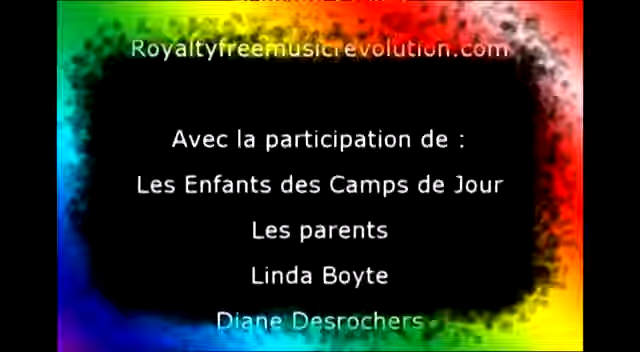 Royaltyfreemusicrevolution.com
Avec la participation de :
Les Enfants des Camps de Jour
Les parents
Linda Boyte
Diane Desrochers